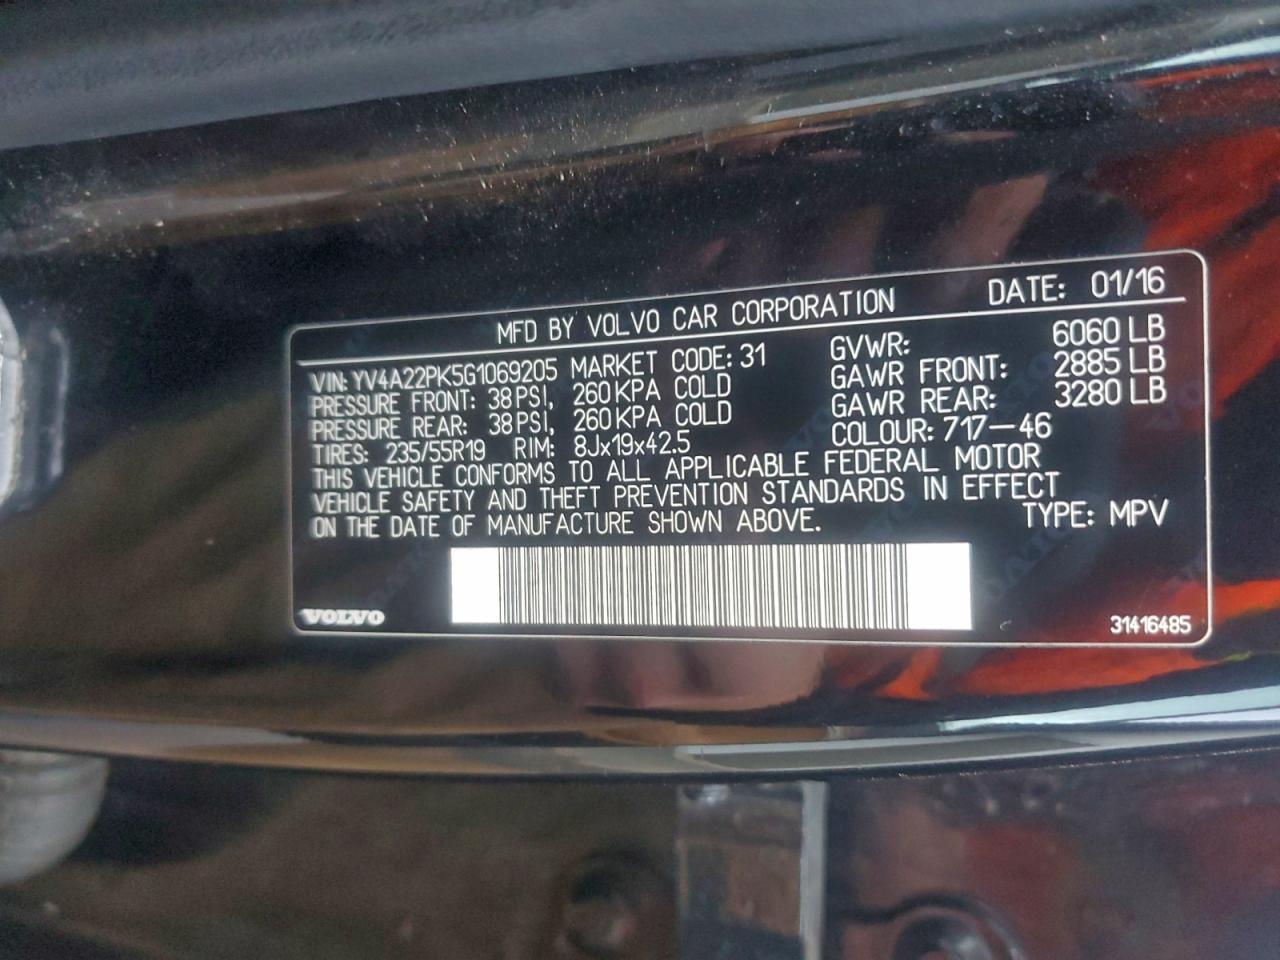 MFD BY VOLVO CAR CORPORATION DATE: 01/16
VIN: YV4A22PK5G1069205 MARKET CODE: 31 GVWR: 6060 LB
PRESSURE FRONT: 38 PSI, 260 KPA COLD GAWR FRONT: 2885 LB
PRESSURE REAR: 38 PSI, 260 KPA COLD GAWR REAR: 3280 LB
TIRES: 235/55R19 RIM: 8Jx19x42.5 COLOUR: 717-46
THIS VEHICLE CONFORMS TO ALL APPLICABLE FEDERAL MOTOR
VEHICLE SAFETY AND THEFT PREVENTION STANDARDS IN EFFECT
ON THE DATE OF MANUFACTURE SHOWN ABOVE. TYPE: MPV
VOLVO 31416485